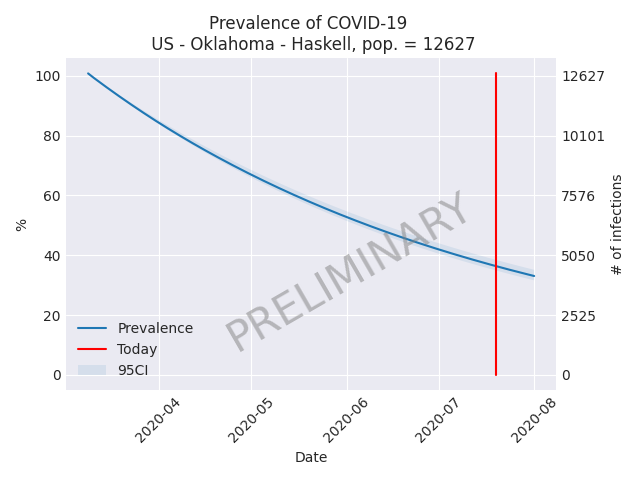 Prevalence of COVID-19
US - Oklahoma - Haskell, pop. = 12627
100
80
60
40
20
0
%
12627
10101
7576
5050
2525
0
# of infections
PRELIMINARY
Prevalence
Today
95CI
2020-04
2020-05
2020-06
2020-07
2020-08
Date